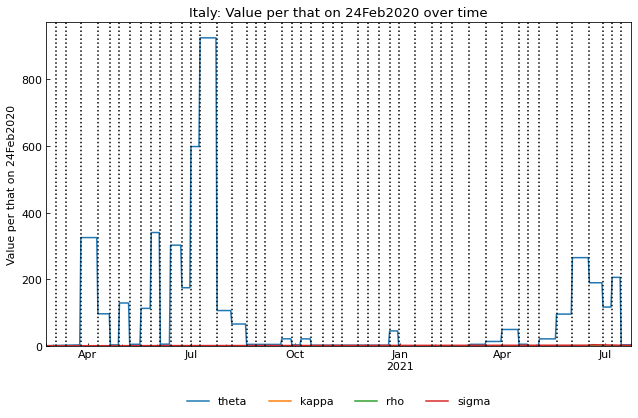 Italy: Value per that on 24Feb2020 over time
Value per that on 24Feb2020
800
600
400
200
0
Apr Jul Oct Jan Apr Jul
2021
theta kappa rho sigma